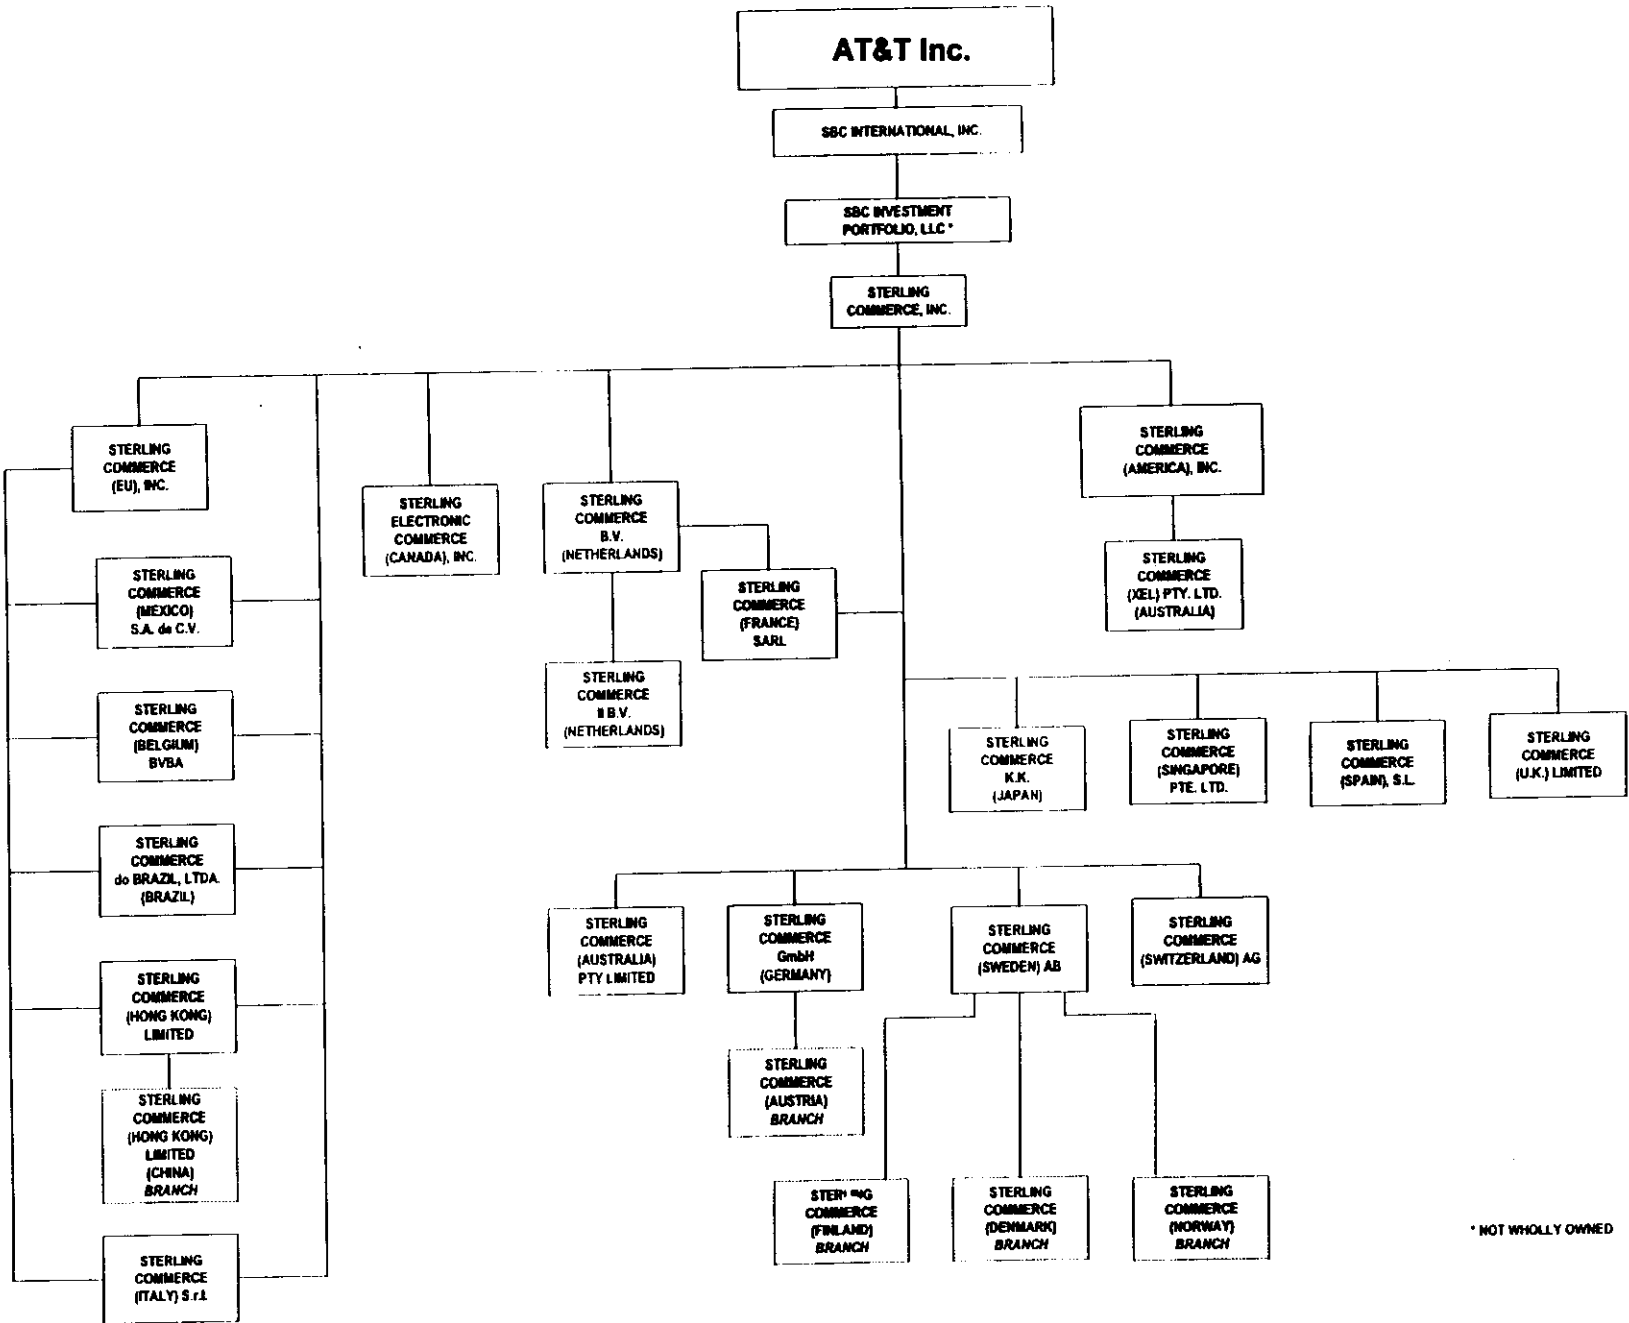 AT&T Inc.
SBC INTERNATIONAL, INC.
SBC INVESTMENT
PORTFOLIO, LLC *
STERLING
COMMERCE, INC.
STERLING
COMMERCE
(EU), INC.
STERLING
COMMERCE
(AMERICA), INC.
STERLING
ELECTRONIC
COMMERCE
(CANADA), INC.
STERLING
COMMERCE
B.V.
(NETHERLANDS)
STERLING
COMMERCE
(XEL) PTY. LTD.
(AUSTRALIA)
STERLING
COMMERCE
(MEXICO)
S.A. de C.V.
STERLING
COMMERCE
(FRANCE)
SARL
STERLING
COMMERCE
II B.V.
(NETHERLANDS)
STERLING
COMMERCE
(BELGIUM)
BVBA
STERLING
COMMERCE
K.K.
(JAPAN)
STERLING
COMMERCE
(SINGAPORE)
PTE. LTD.
STERLING
COMMERCE
(SPAIN), S.L.
STERLING
COMMERCE
(U.K.) LIMITED
STERLING
COMMERCE
do BRAZIL, LTDA.
(BRAZIL)
STERLING
COMMERCE
(AUSTRALIA)
PTY LIMITED
STERLING
COMMERCE
GmbH
(GERMANY)
STERLING
COMMERCE
(SWEDEN) AB
STERLING
COMMERCE
(SWITZERLAND) AG
STERLING
COMMERCE
(HONG KONG)
LIMITED
STERLING
COMMERCE
(AUSTRIA)
BRANCH
STERLING
COMMERCE
(HONG KONG)
LIMITED
(CHINA)
BRANCH
STERLING
COMMERCE
(FINLAND)
BRANCH
STERLING
COMMERCE
(DENMARK)
BRANCH
STERLING
COMMERCE
(NORWAY)
BRANCH
* NOT WHOLLY OWNED
STERLING
COMMERCE
(ITALY) S.r.l.